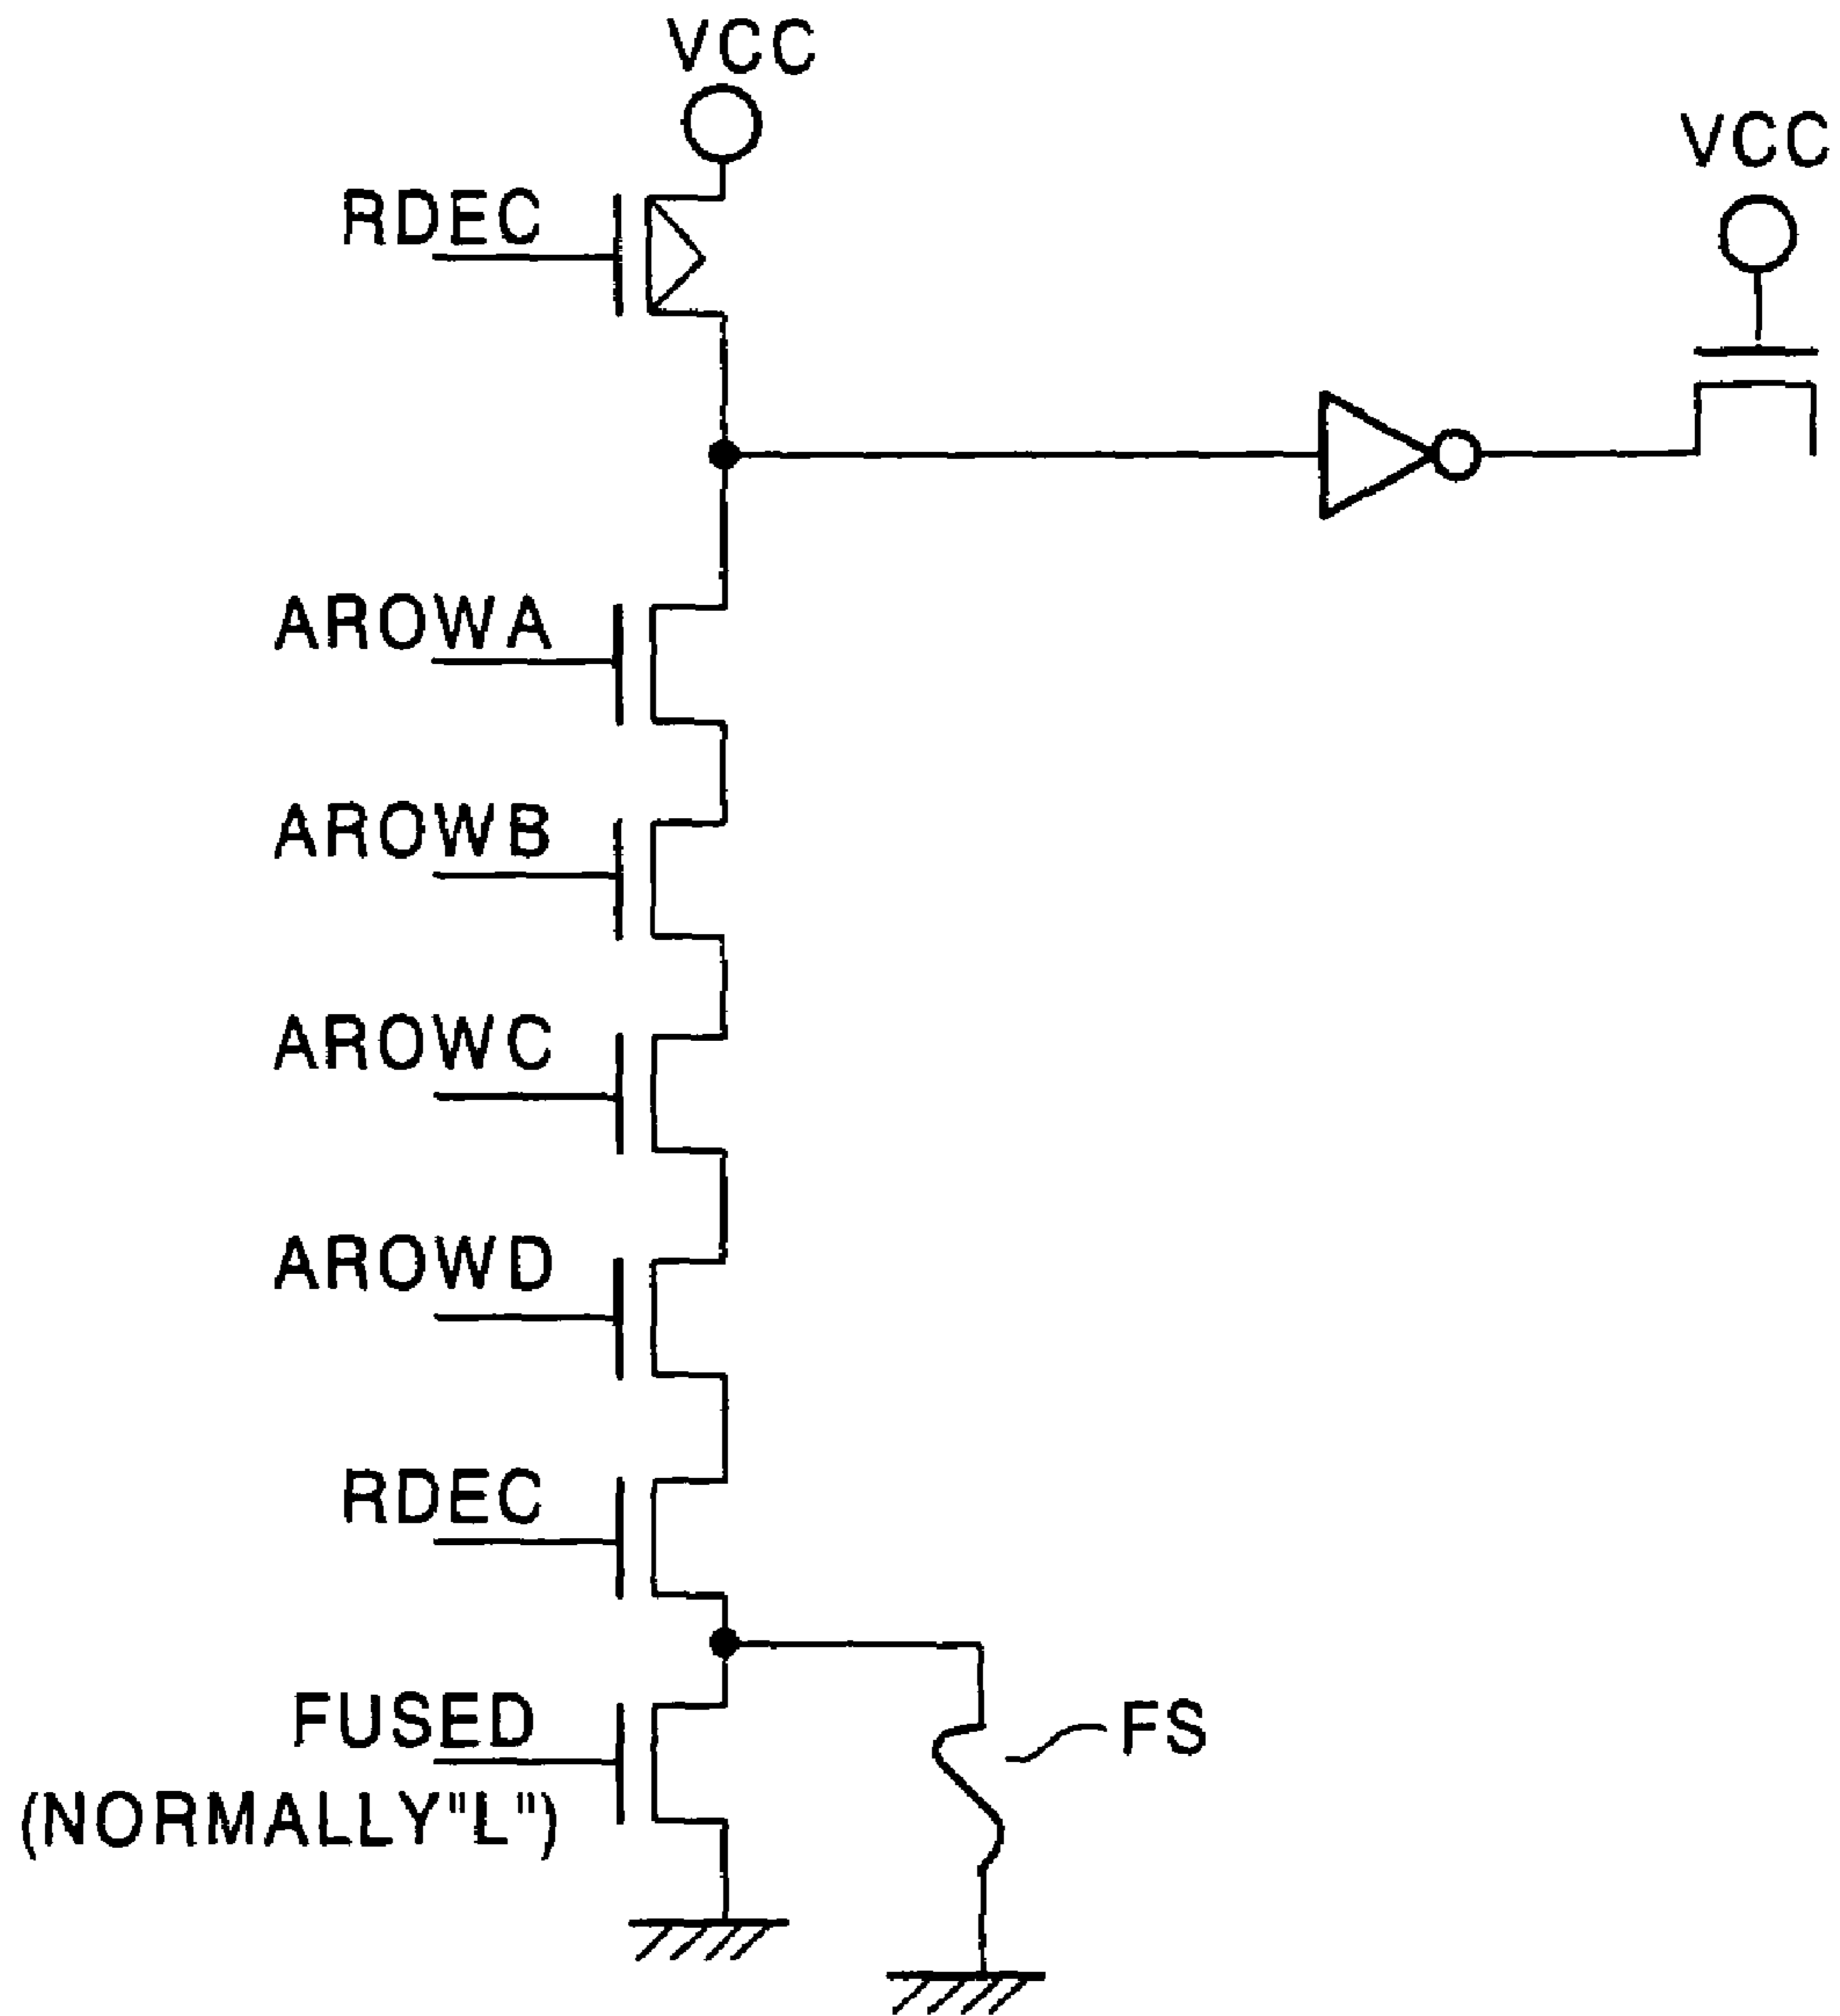 VCC
VCC
RDEC
AROWA
AROWB
AROWC
AROWD
RDEC
FUSED
(NORMALLY"L")
FS